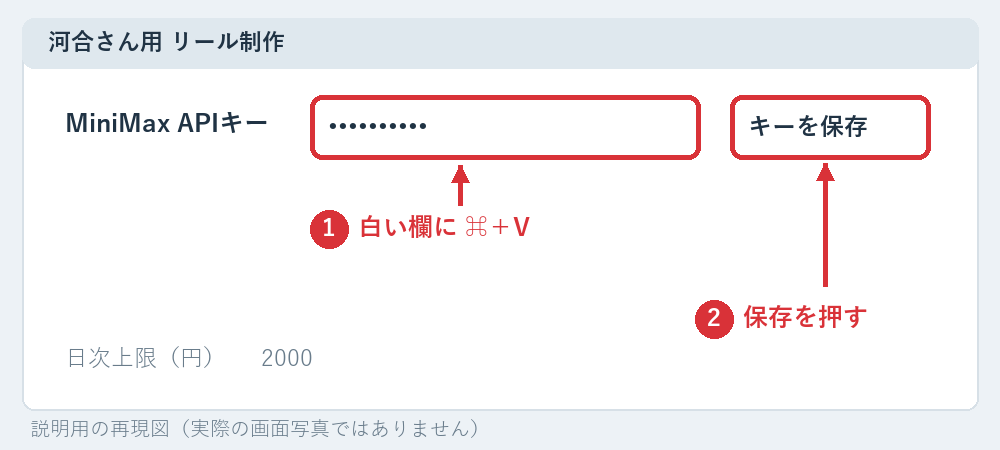 河合さん用 リール制作
MiniMax APIキー
••••••••••
キーを保存
1 白い欄に ⌘＋V
2 保存を押す
日次上限（円） 2000
説明用の再現図（実際の画面写真ではありません）